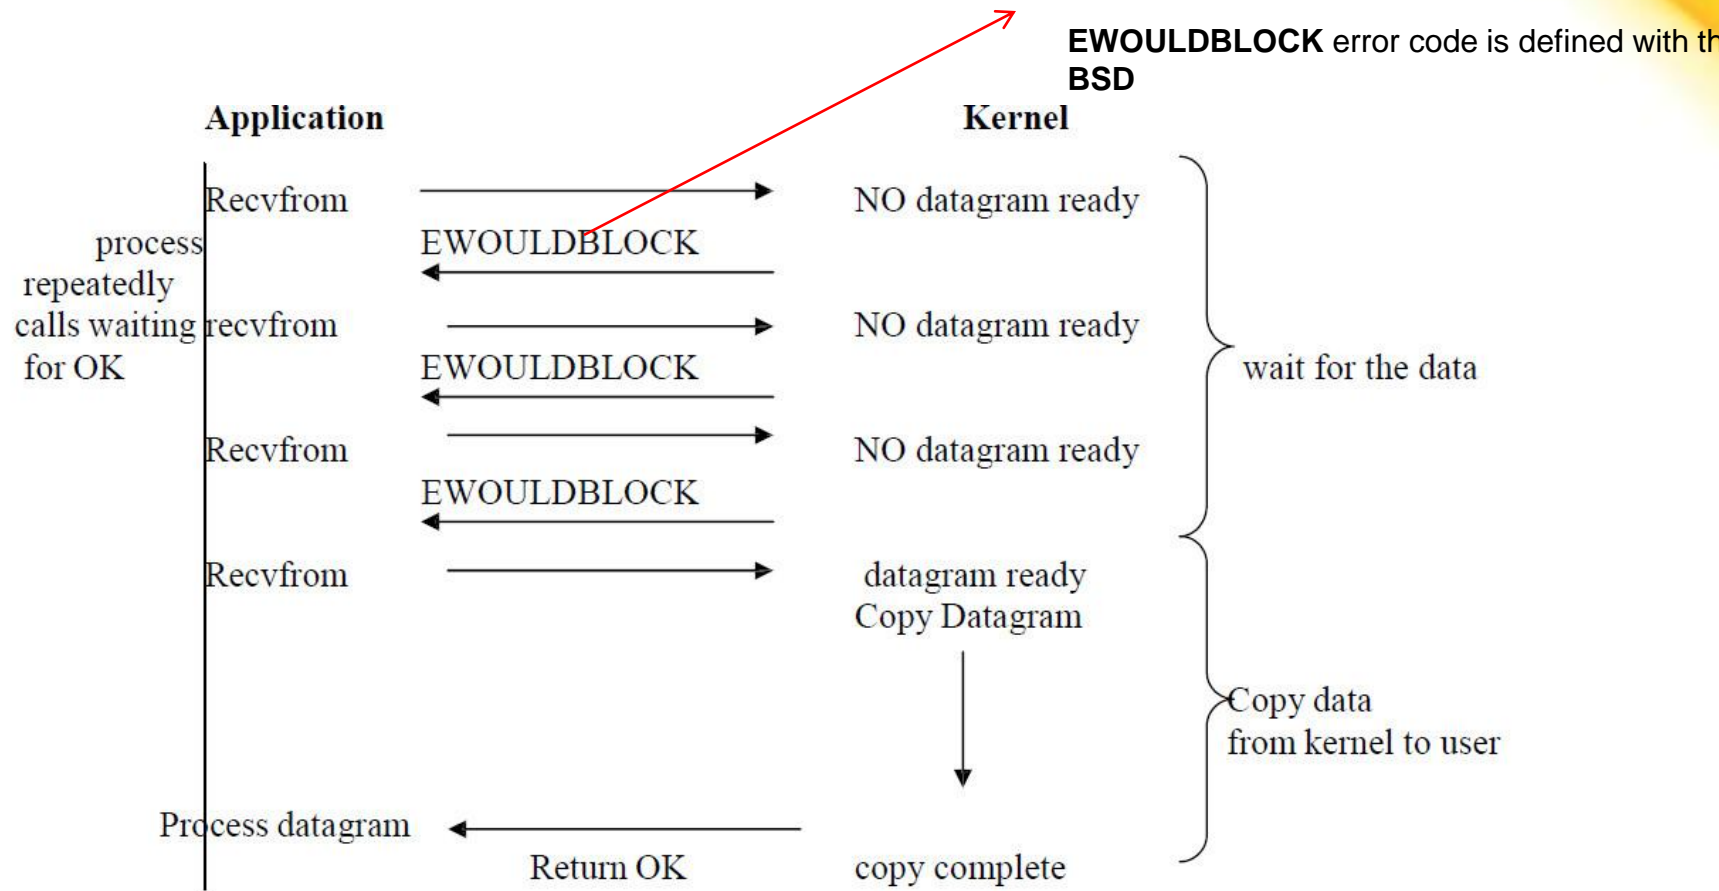 EWOULDBLOCK error code is defined with
BSD
Application Kernel
Recvfrom NO datagram ready
process EWOULDBLOCK
repeatedly
calls waiting recvfrom NO datagram ready
for OK EWOULDBLOCK wait for the data
Recvfrom NO datagram ready
EWOULDBLOCK
Recvfrom datagram ready
Copy Datagram
Copy data
from kernel to user
Process datagram
Return OK copy complete